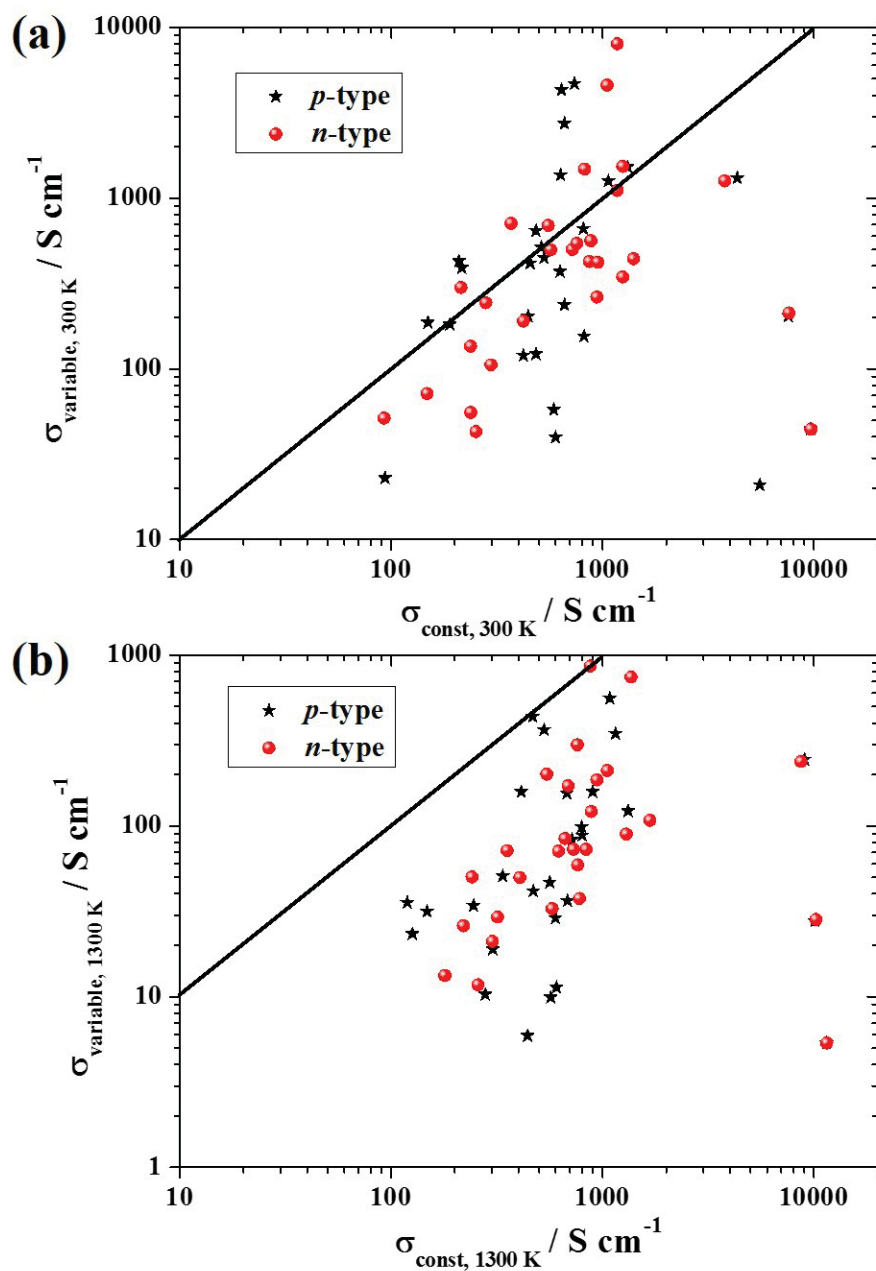 (a)
10000
p-type
n-type
1000
σvariable, 300 K / S cm⁻¹
100
10
10 100 1000 10000
σconst, 300 K / S cm⁻¹
(b)
1000
p-type
n-type
100
σvariable, 1300 K / S cm⁻¹
10
1
10 100 1000 10000
σconst, 1300 K / S cm⁻¹